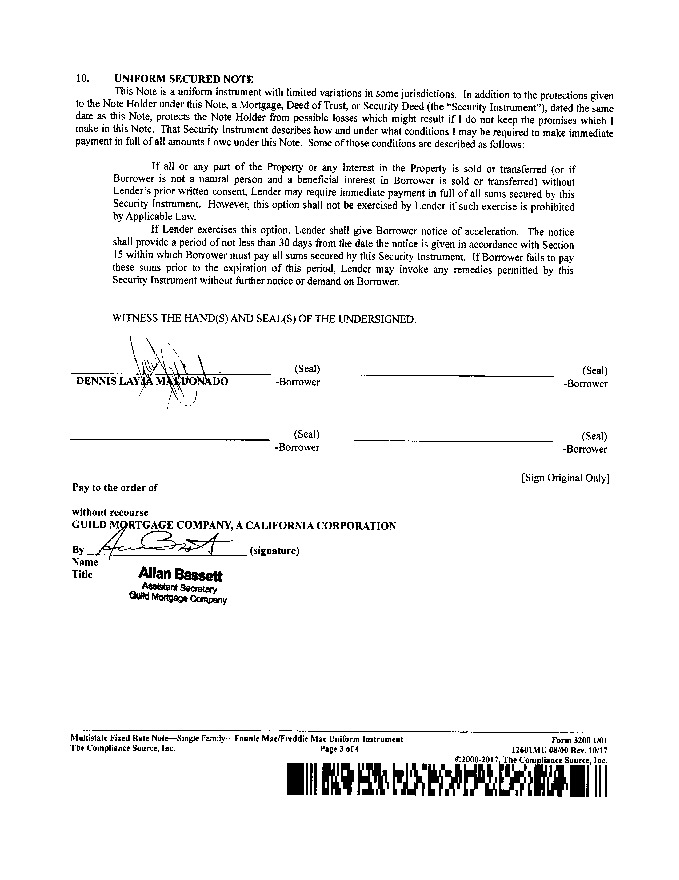 10. UNIFORM SECURED NOTE
This Note is a uniform instrument with limited variations in some jurisdictions. In addition to the protections given
to the Note Holder under this Note, a Mortgage, Deed of Trust, or Security Deed (the "Security Instrument"), dated the same
date as this Note, protects the Note Holder from possible losses which might result if I do not keep the promises which I
make in this Note. That Security Instrument describes how and under what conditions I may be required to make immediate
payment in full of all amounts I owe under this Note. Some of those conditions are described as follows:
If all or any part of the Property or any Interest in the Property is sold or transferred (or if
Borrower is not a natural person and a beneficial interest in Borrower is sold or transferred) without
Lender's prior written consent, Lender may require immediate payment in full of all sums secured by this
Security Instrument. However, this option shall not be exercised by Lender if such exercise is prohibited
by Applicable Law.
If Lender exercises this option, Lender shall give Borrower notice of acceleration. The notice
shall provide a period of not less than 30 days from the date the notice is given in accordance with Section
15 within which Borrower must pay all sums secured by this Security Instrument. If Borrower fails to pay
these sums prior to the expiration of this period, Lender may invoke any remedies permitted by this
Security Instrument without further notice or demand on Borrower.
WITNESS THE HAND(S) AND SEAL(S) OF THE UNDERSIGNED.
(Seal) (Seal)
DENNIS MALDONADO -Borrower -Borrower
(Seal) (Seal)
-Borrower -Borrower
[Sign Original Only]
Pay to the order of
without recourse
GUILD MORTGAGE COMPANY, A CALIFORNIA CORPORATION
By (signature)
Name
Title
Allan Bassett
Assistant Secretary
Guild Mortgage Company
Multistate Fixed Rate Note—Single Family-- Fannie Mae/Freddie Mac Uniform Instrument Form 3200 1/01
The Compliance Source, Inc. Page 3 of 4 12601MU 08/00 Rev. 10/17
©2000-2017, The Compliance Source, Inc.